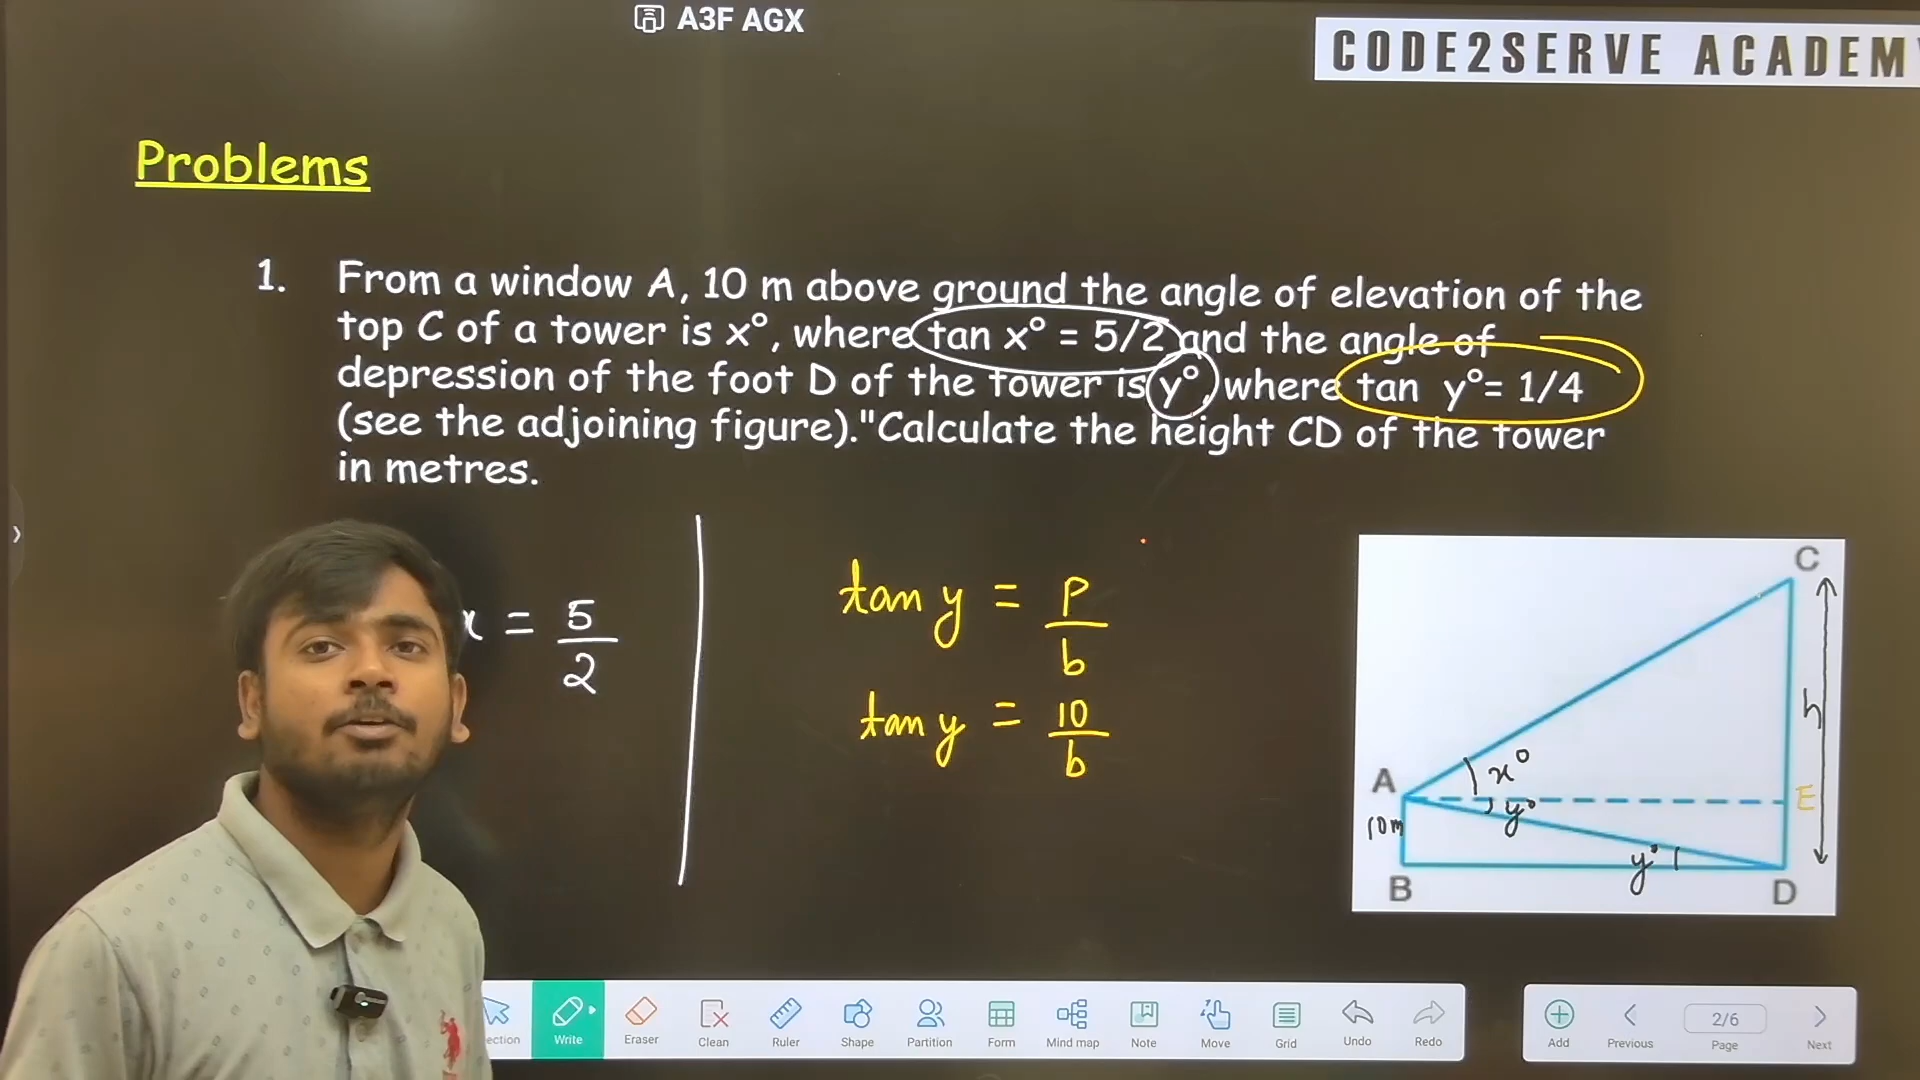 A3F AGX
CODE2SERVE ACADEM
Problems
1. From a window A, 10 m above ground the angle of elevation of the
top C of a tower is x°, where tan x° = 5/2 and the angle of
depression of the foot D of the tower is y°, where tan y°= 1/4
(see the adjoining figure)."Calculate the height CD of the tower
in metres.
x = 5/2
tan y = p/b
tan y = 10/b
C
h
A
x°
y°
E
10m
y°
B
D
ection
Write
Eraser
Clean
Ruler
Shape
Partition
Form
Mind map
Note
Move
Grid
Undo
Redo
Add
Previous
2/6
Page
Next